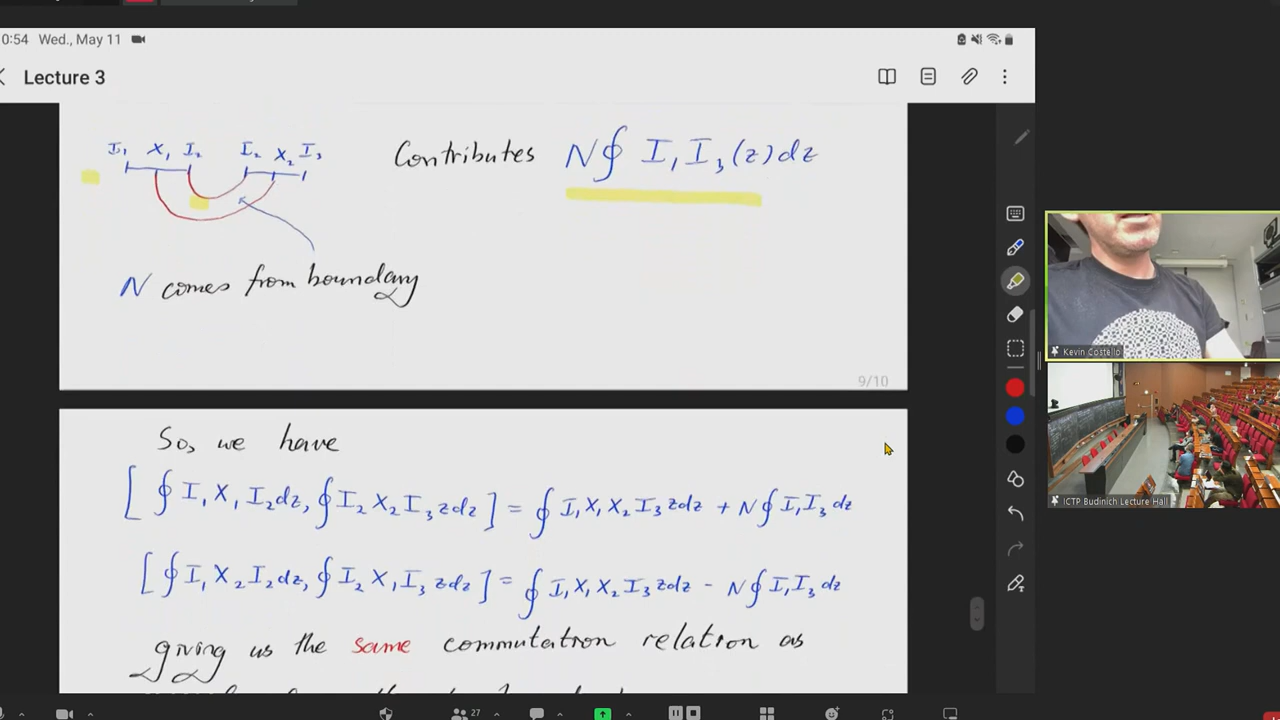 0:54 Wed., May 11
Lecture 3
I₁ X₁ I₂ I₂ X₂ I₃
Contributes N∮ I₁ I₃ (z) dz
N comes from boundary
9/10
So, we have
[∮ I₁ X₁ I₂ dz, ∮ I₂ X₂ I₃ z dz] = ∮ I₁ X₁ X₂ I₃ z dz + N∮ I₁ I₃ dz
[∮ I₁ X₂ I₂ dz, ∮ I₂ X₁ I₃ z dz] = ∮ I₁ X₁ X₂ I₃ z dz - N∮ I₁ I₃ dz
giving us the same commutation relation as
Kevin Costello
ICTP Budinich Lecture Hall
27